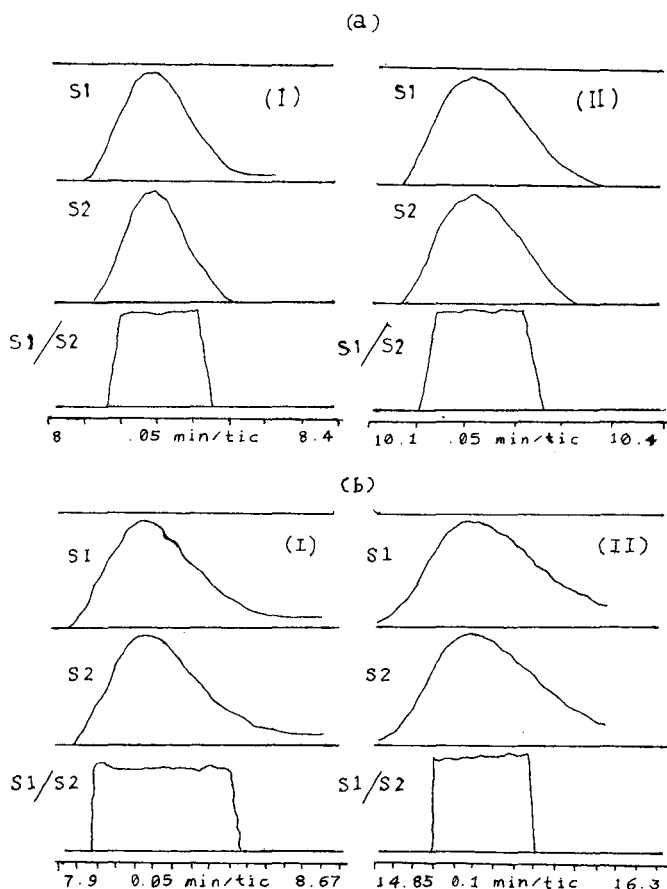 (a)
S1 (I)
S2
S1/S2
8 .05 min/tic 8.4
S1 (II)
S2
S1/S2
10.1 .05 min/tic 10.4
(b)
S1 (I)
S2
S1/S2
7.9 0.05 min/tic 8.67
S1 (II)
S2
S1/S2
14.85 0.1 min/tic 16.3